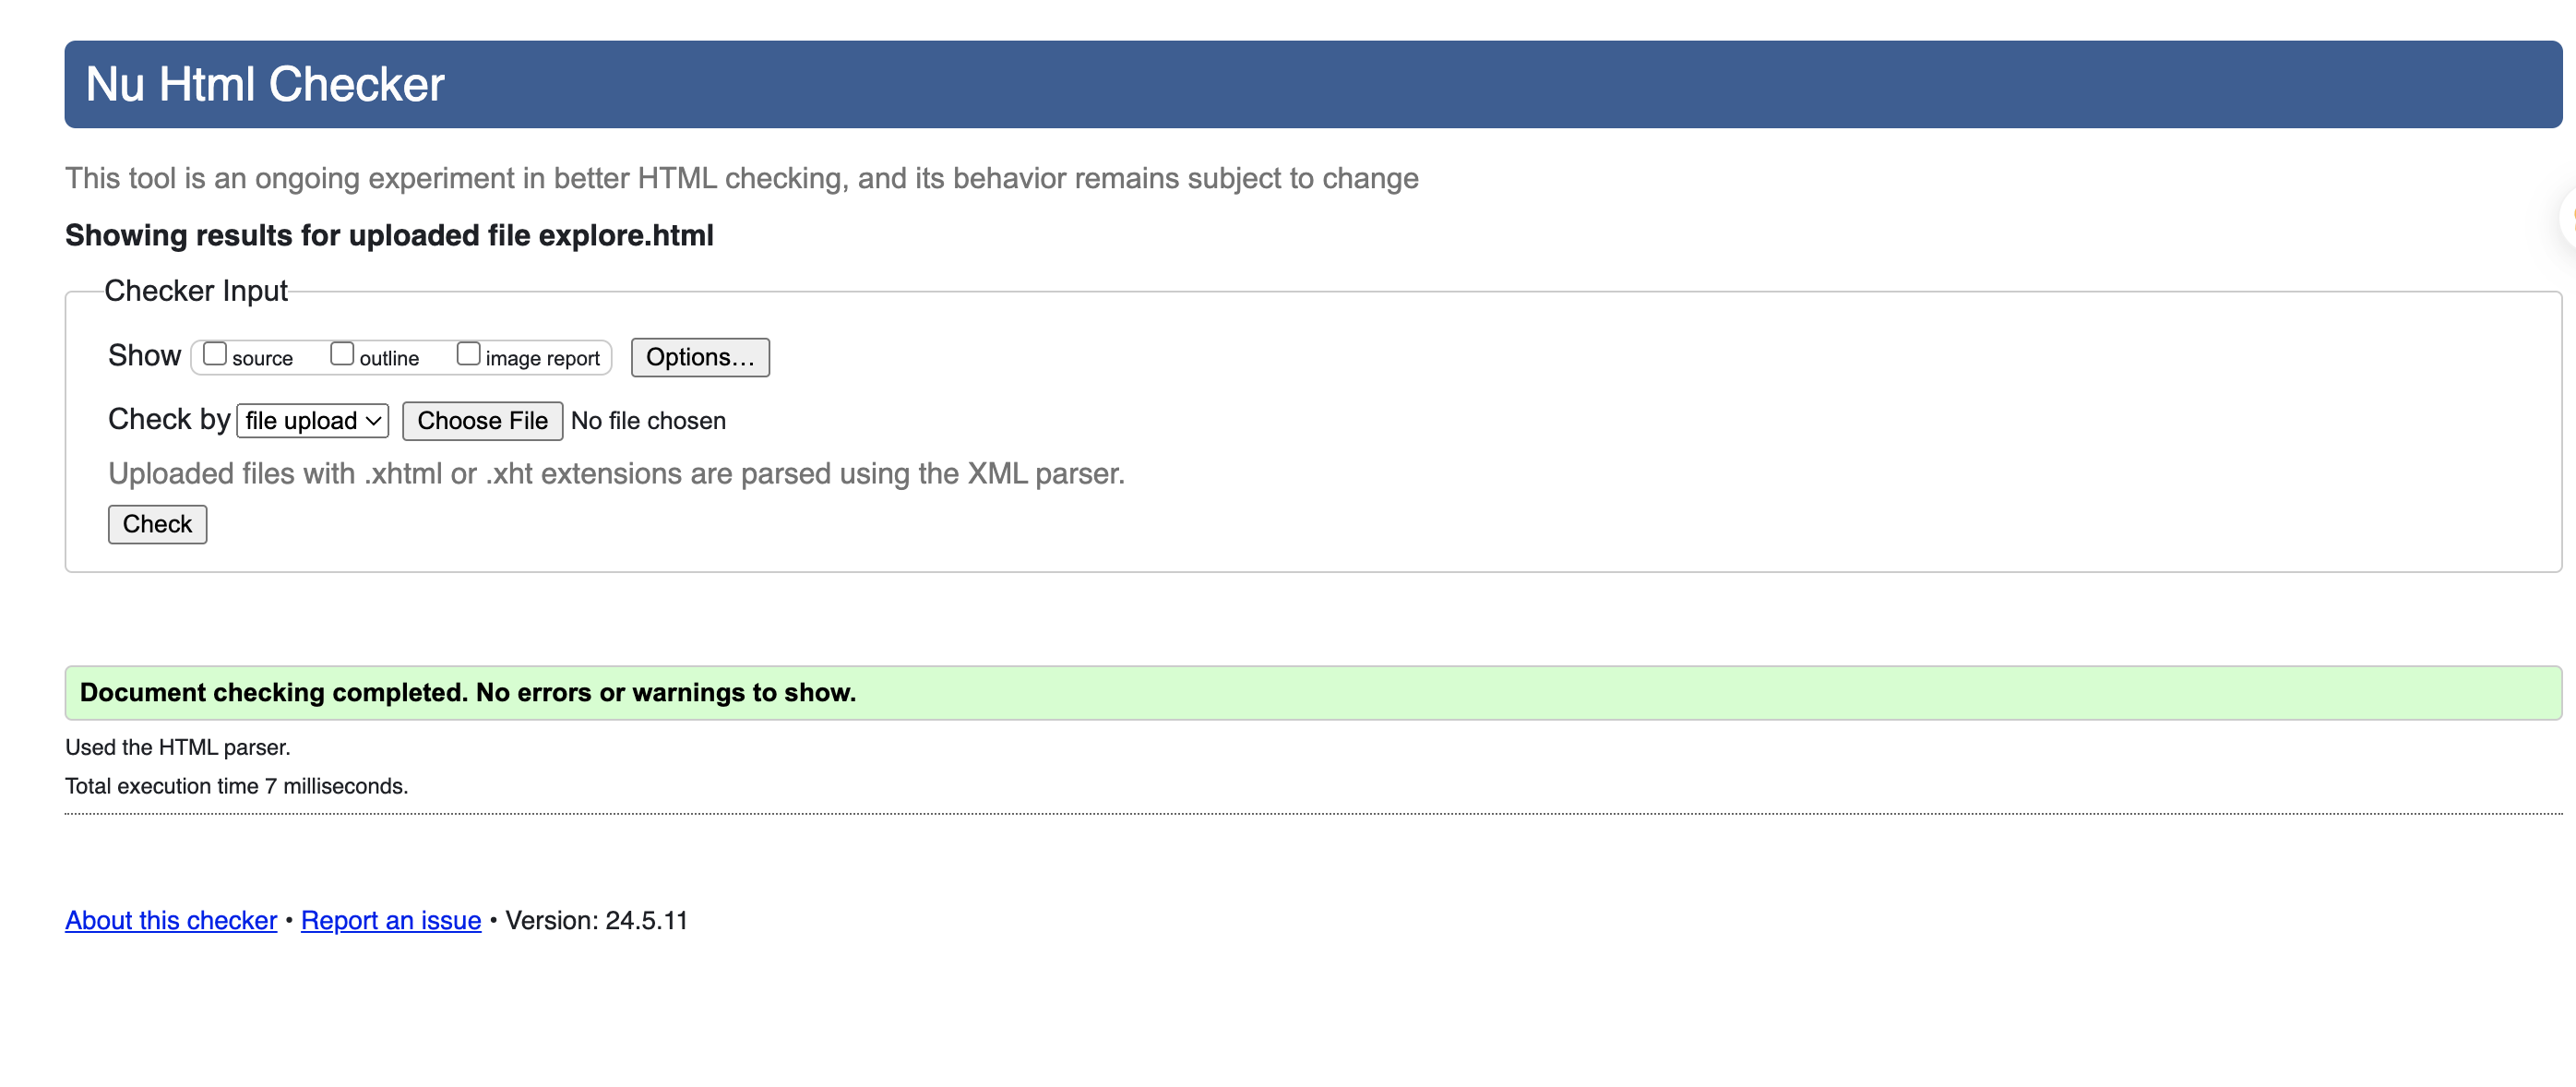 Nu Html Checker
This tool is an ongoing experiment in better HTML checking, and its behavior remains subject to change
Showing results for uploaded file explore.html
Checker Input
Show source outline image report Options...
Check by file upload Choose File No file chosen
Uploaded files with .xhtml or .xht extensions are parsed using the XML parser.
Check
Document checking completed. No errors or warnings to show.
Used the HTML parser.
Total execution time 7 milliseconds.
About this checker • Report an issue • Version: 24.5.11